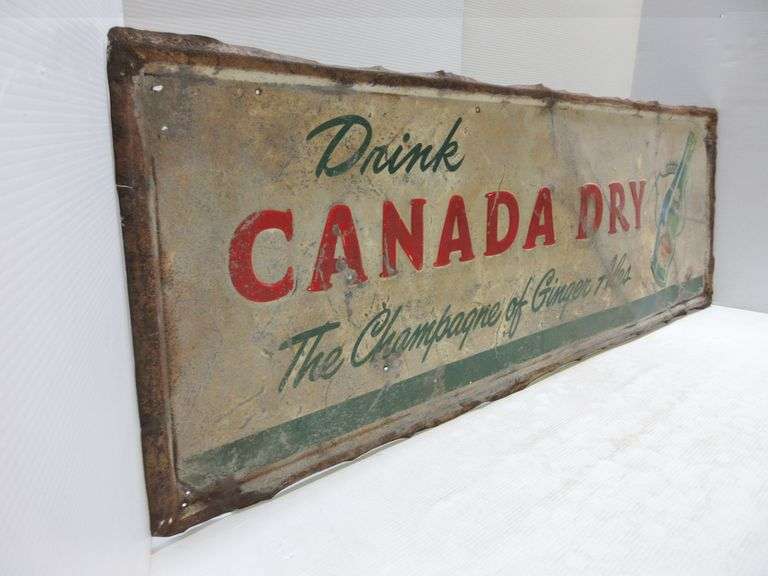 Drink
CANADA DRY
The Champagne of Ginger Ales